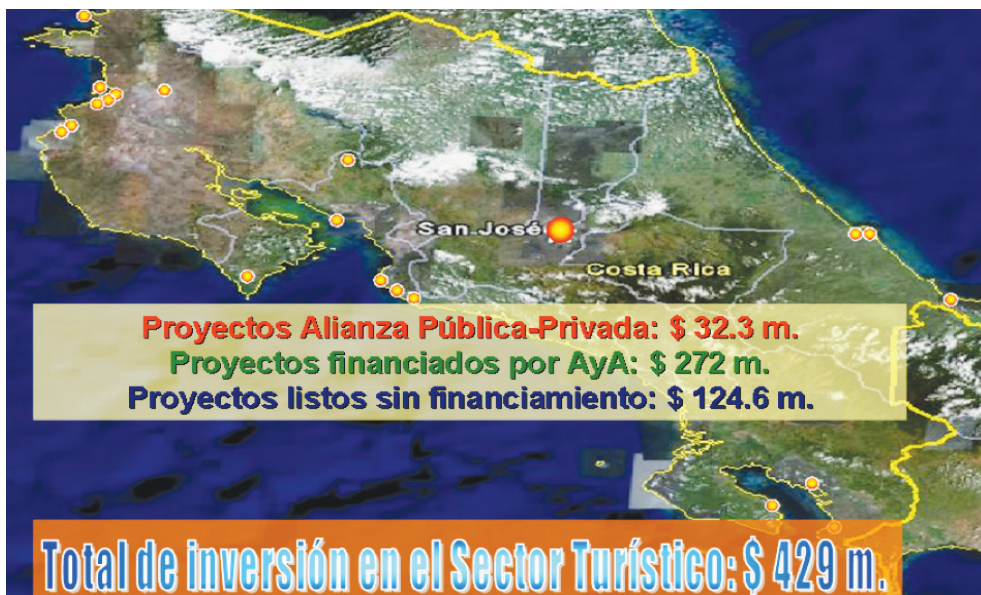 San José
Costa Rica
Proyectos Alianza Pública-Privada: $ 32.3 m.
Proyectos financiados por AyA: $ 272 m.
Proyectos listos sin financiamiento: $ 124.6 m.
Total de inversión en el Sector Turístico: $ 429 m.